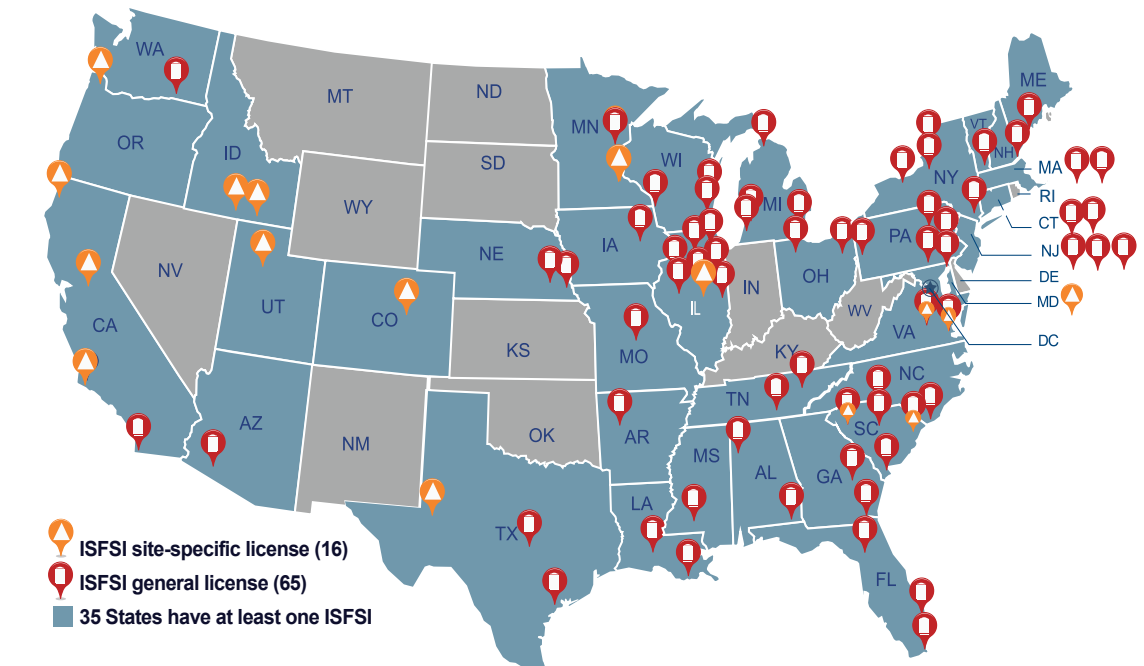 WA
MT
ND
MN
ME
VT
NH
OR
ID
SD
WI
MI
NY
MA
RI
CT
WY
IA
PA
NJ
NE
OH
DE
NV
UT
CO
IL
IN
WV
MD
VA
DC
CA
KS
MO
KY
NC
TN
AZ
NM
OK
AR
SC
MS
AL
GA
LA
TX
FL
ISFSI site-specific license (16)
ISFSI general license (65)
35 States have at least one ISFSI